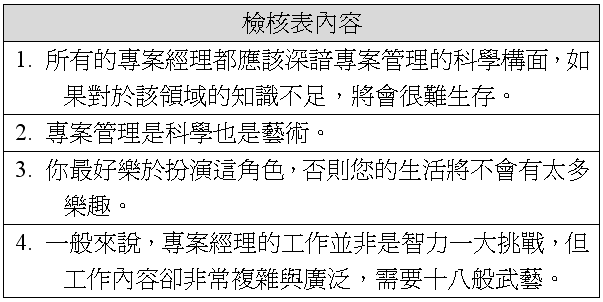 檢核表內容
1. 所有的專案經理都應該深諳專案管理的科學構面，如
果對於該領域的知識不足，將會很難生存。
2. 專案管理是科學也是藝術。
3. 你最好樂於扮演這角色，否則您的生活將不會有太多
樂趣。
4. 一般來說，專案經理的工作並非是智力一大挑戰，但
工作內容卻非常複雜與廣泛，需要十八般武藝。